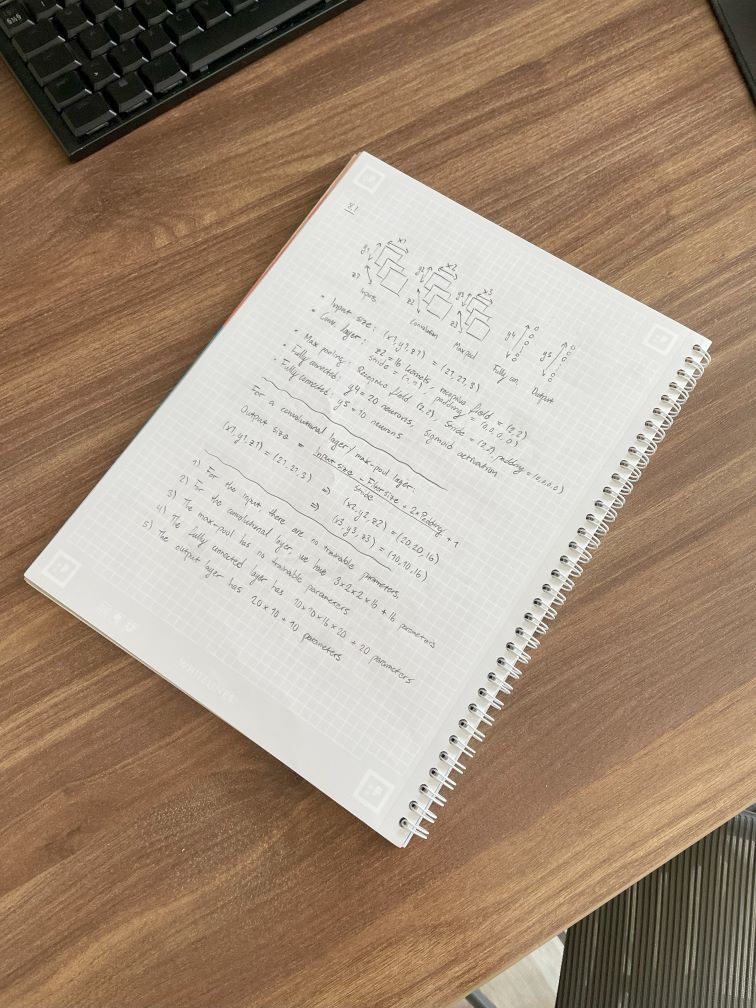 8.1
x1
y1
z1
Inputs
x2
y2
z2
Convolution
x3
y3
z3
Maxpool
y4
Fully con
y5
Output
• Input size: (x1, y1, z1) = (21, 21, 3)
• Conv. layer: z2 = 16 kernels, receptive field = (2,2)
stride = (1,1), padding = (0,0,0,0)
• Max pooling: Receptive field (2,2), Stride = (2,2), padding = (0,0,0,0)
• Fully connected: y4 = 20 neurons, sigmoid activation
• Fully connected: y5 = 10 neurons
For a convolutional layer / max-pool layer:
Output size = Input size - Filter size + 2*Padding / Stride + 1
(x1, y1, z1) = (21, 21, 3) ⇒ (x2, y2, z2) = (20, 20, 16)
⇒ (x3, y3, z3) = (10, 10, 16)
1) For the input there are no trainable parameters,
2) For the convolutional layer, we have 3×2×2×16 + 16 parameters
3) The max-pool has no trainable parameters
4) The fully connected layer has 10×10×16×20 + 20 parameters
5) The output layer has 20×10 + 10 parameters